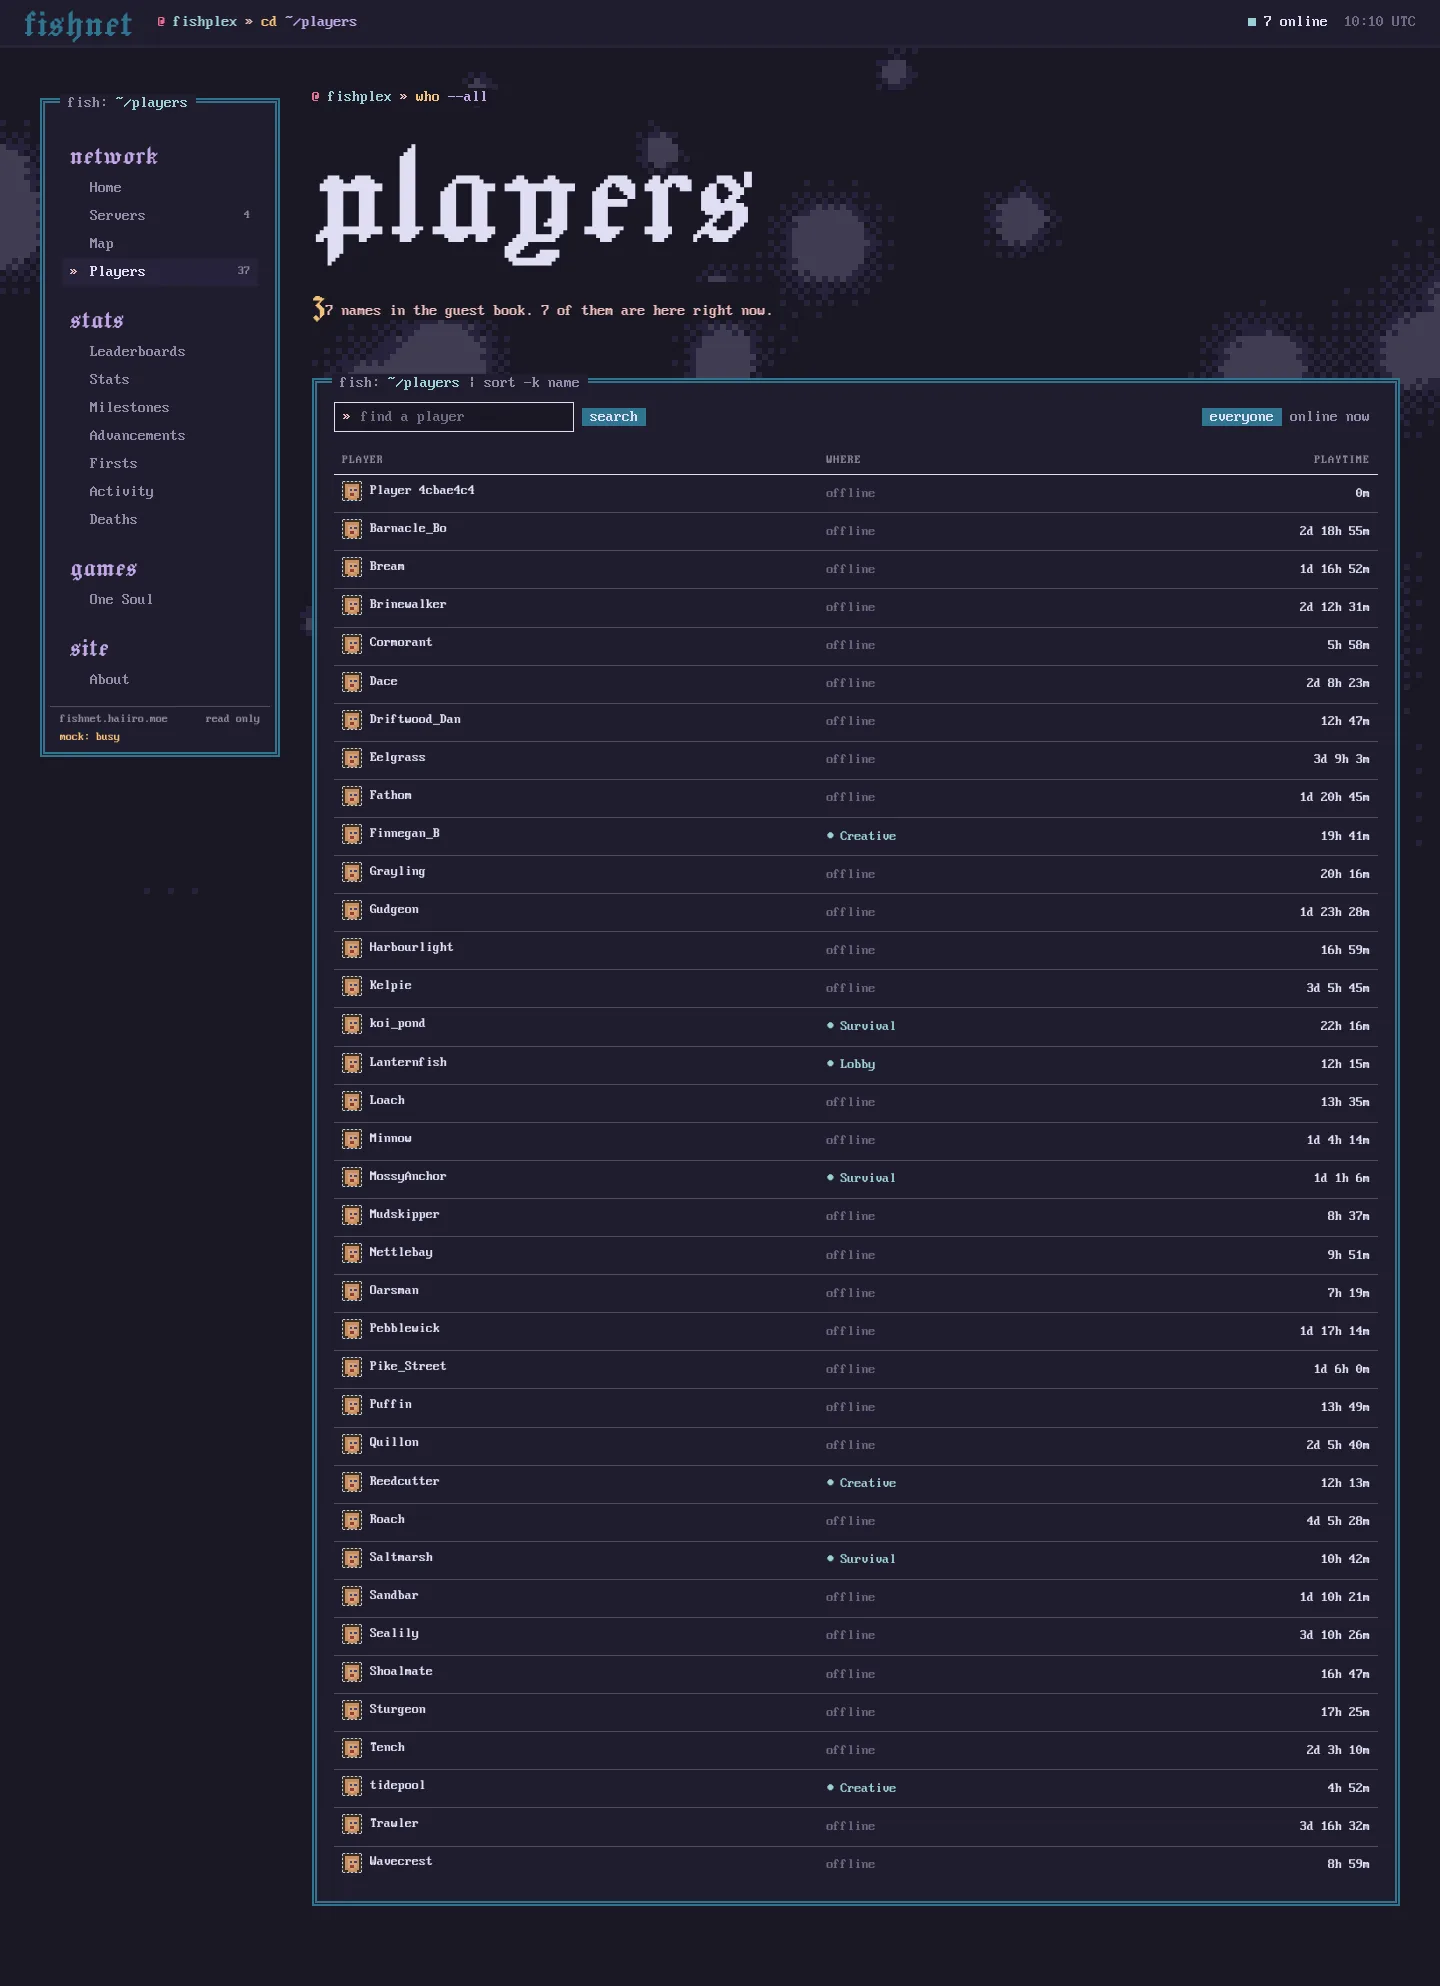 fishnet @ fishplex » cd ~/players 7 online 10:10 UTC
fish: ~/players
network
Home
Servers 4
Map
» Players 37
stats
Leaderboards
Stats
Milestones
Advancements
Firsts
Activity
Deaths
games
One Soul
site
About
fishnet.haiiro.moe read only
mock: busy
@ fishplex » who --all
players
37 names in the guest book. 7 of them are here right now.
fish: ~/players | sort -k name
» find a player search everyone online now
PLAYER WHERE PLAYTIME
Player 4cbae4c4 offline 0m
Barnacle_Bo offline 2d 18h 55m
Bream offline 1d 16h 52m
Brinewalker offline 2d 12h 31m
Cormorant offline 5h 58m
Dace offline 2d 8h 23m
Driftwood_Dan offline 12h 47m
Eelgrass offline 3d 9h 3m
Fathom offline 1d 20h 45m
Finnegan_B Creative 19h 41m
Grayling offline 20h 16m
Gudgeon offline 1d 23h 28m
Harbourlight offline 16h 59m
Kelpie offline 3d 5h 45m
koi_pond Survival 22h 16m
Lanternfish Lobby 12h 15m
Loach offline 13h 35m
Minnow offline 1d 4h 14m
MossyAnchor Survival 1d 1h 6m
Mudskipper offline 8h 37m
Nettlebay offline 9h 51m
Oarsman offline 7h 19m
Pebblewick offline 1d 17h 14m
Pike_Street offline 1d 6h 0m
Puffin offline 13h 49m
Quillon offline 2d 5h 40m
Reedcutter Creative 12h 13m
Roach offline 4d 5h 28m
Saltmarsh Survival 10h 42m
Sandbar offline 1d 10h 21m
Sealily offline 3d 10h 26m
Shoalmate offline 16h 47m
Sturgeon offline 17h 25m
Tench offline 2d 3h 10m
tidepool Creative 4h 52m
Trawler offline 3d 16h 32m
Wavecrest offline 8h 59m